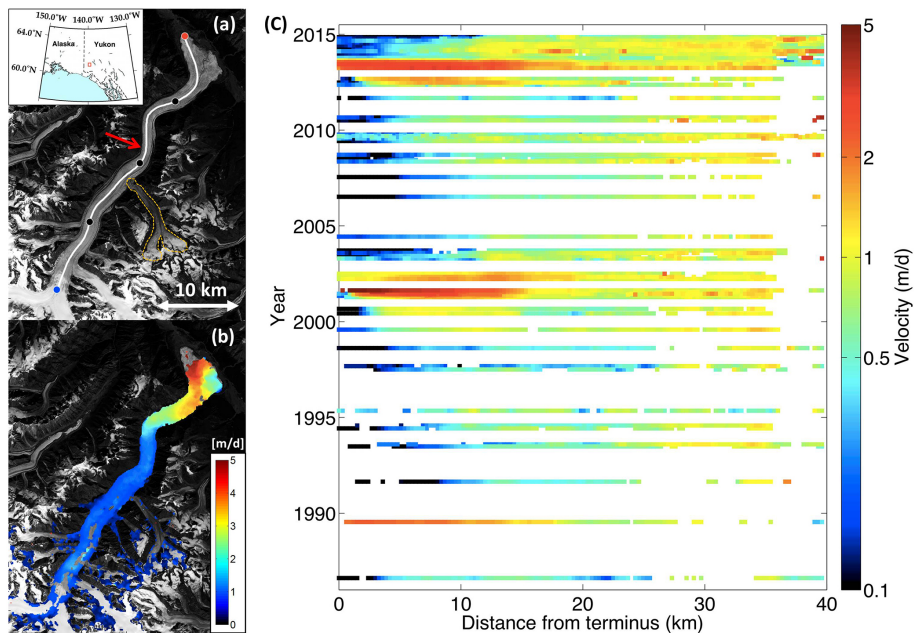 150.0°W 140.0°W 130.0°W
(a)
64.0°N
Alaska Yukon
60.0°N
10 km
(b)
[m/d]
5
4
3
2
1
0
(C)
2015
2010
2005
2000
1995
1990
Year
0 10 20 30 40
Distance from terminus (km)
5
2
1
0.5
0.1
Velocity (m/d)